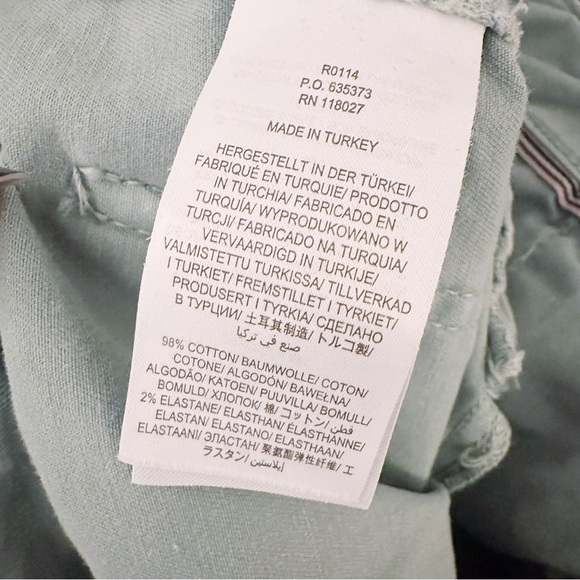 R0114
P.O. 635373
RN 118027
MADE IN TURKEY
HERGESTELLT IN DER TÜRKEI/
FABRIQUÉ EN TURQUIE/ PRODOTTO
IN TURCHIA/ FABRICADO EN
TURQUÍA/ WYPRODUKOWANO W
TURCJI/ FABRICADO NA TURQUIA/
VERVAARDIGD IN TURKIJE/
VALMISTETTU TURKISSA/ TILLVERKAD
I TURKIET/ FREMSTILLET I TYRKIET/
PRODUSERT I TYRKIA/ СДЕЛАНО
В ТУРЦИИ/ 土耳其制造/ トルコ製/
صنع في تركيا
98% COTTON/ BAUMWOLLE/ COTON/
COTONE/ ALGODÓN/ BAWEŁNA/
ALGODÃO/ KATOEN/ PUUVILLA/ BOMULL/
BOMULD/ ХЛОПОК/ 棉/ コットン/ قطن
2% ELASTANE/ ELASTHAN/ ÉLASTHANNE/
ELASTAN/ ELASTANO/ ELASTHAAN/
ELASTAANI/ ЭЛАСТАН/ 聚氨酯弹性纤维/ エ
ラスタン/ إيلاستين